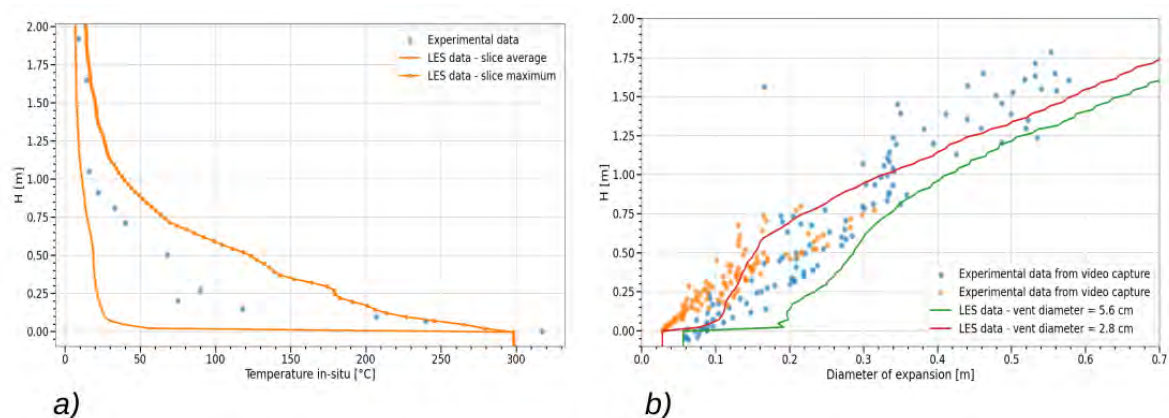 2.00
1.75
1.50
1.25
1.00
0.75
0.50
0.25
0.00
H [m]
0 50 100 150 200 250 300
Temperature in-situ [°C]
Experimental data
LES data - slice average
LES data - slice maximum
a)
2.00
1.75
1.50
1.25
1.00
0.75
0.50
0.25
0.00
H [m]
0.0 0.1 0.2 0.3 0.4 0.5 0.6 0.7
Diameter of expansion [m]
Experimental data from video capture
Experimental data from video capture
LES data - vent diameter = 5.6 cm
LES data - vent diameter = 2.8 cm
b)